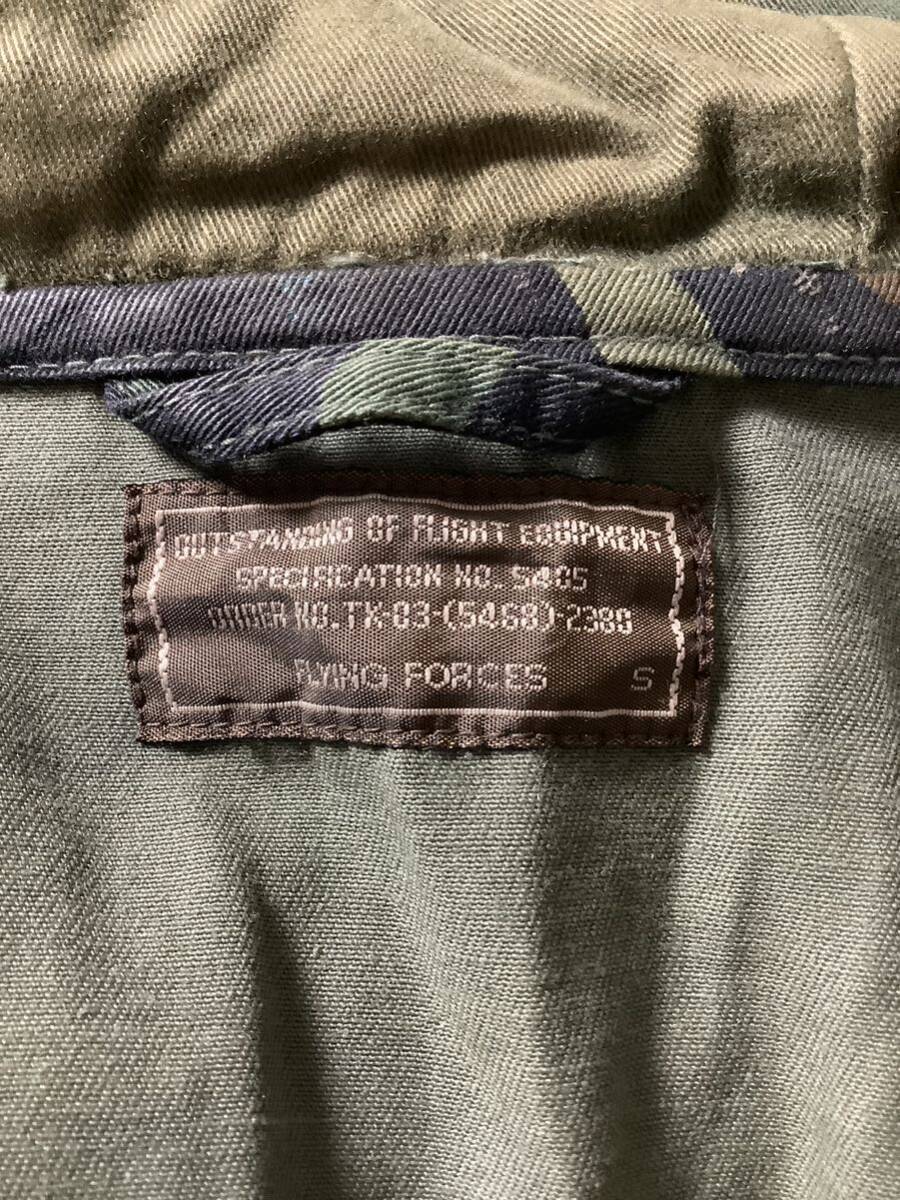 OUTSTANDING OF FLIGHT EQUIPMENT
SPECIFICATION NO. 5405
ORDER NO. TK-03-(5468)-2380
FLYING FORCES S